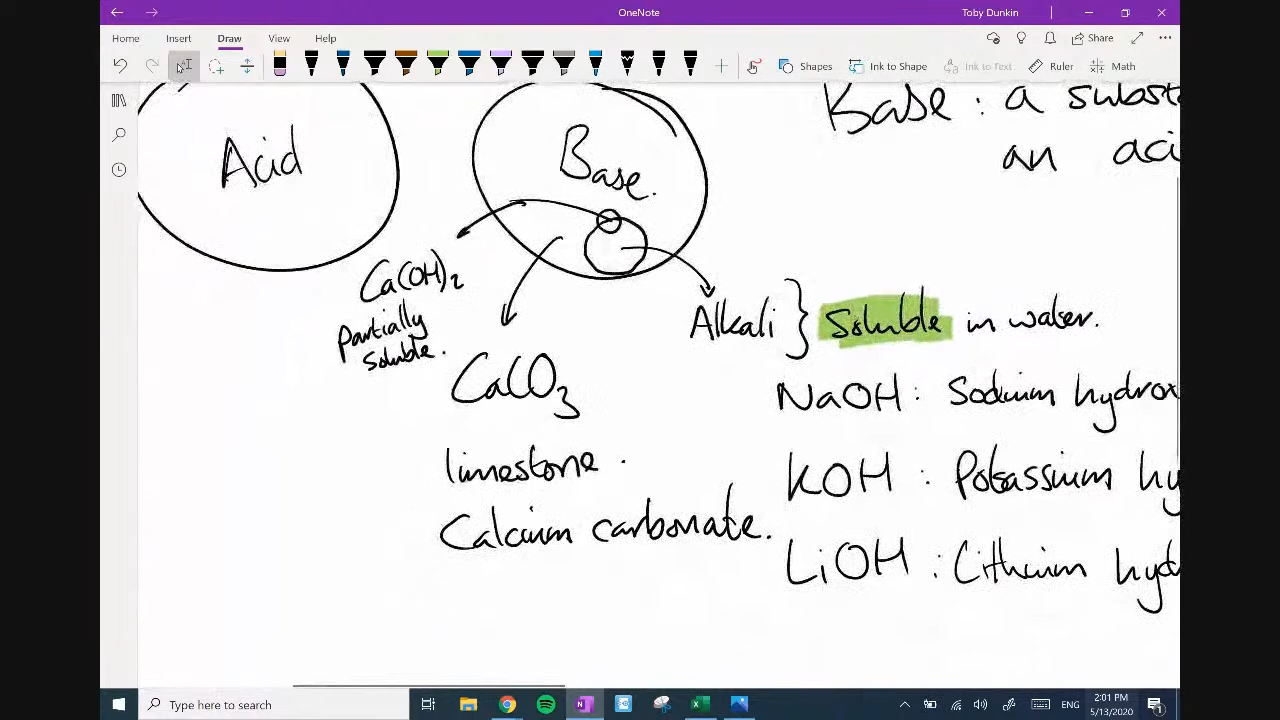 OneNote
Toby Dunkin
Home Insert Draw View Help
Share
Shapes Ink to Shape Ink to Text Ruler Math
Acid
Base.
Base : a subst
an aci
Ca(OH)₂
Partially
Soluble.
Alkali } Soluble in water.
CaCO₃
limestone.
Calcium carbonate.
NaOH : Sodium hydrox
KOH : Potassium hy
LiOH : Lithium hyd
Type here to search
ENG
2:01 PM
5/13/2020